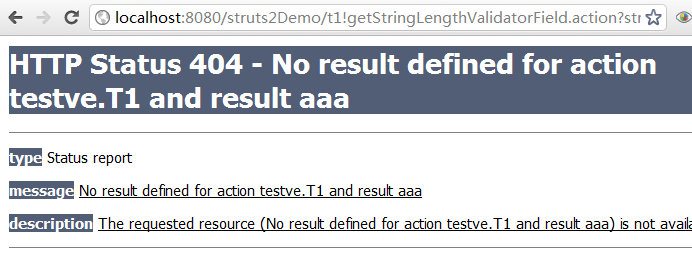 localhost:8080/struts2Demo/t1!getStringLengthValidatorField.action?str
HTTP Status 404 - No result defined for action
testve.T1 and result aaa
type Status report
message No result defined for action testve.T1 and result aaa
description The requested resource (No result defined for action testve.T1 and result aaa) is not avail